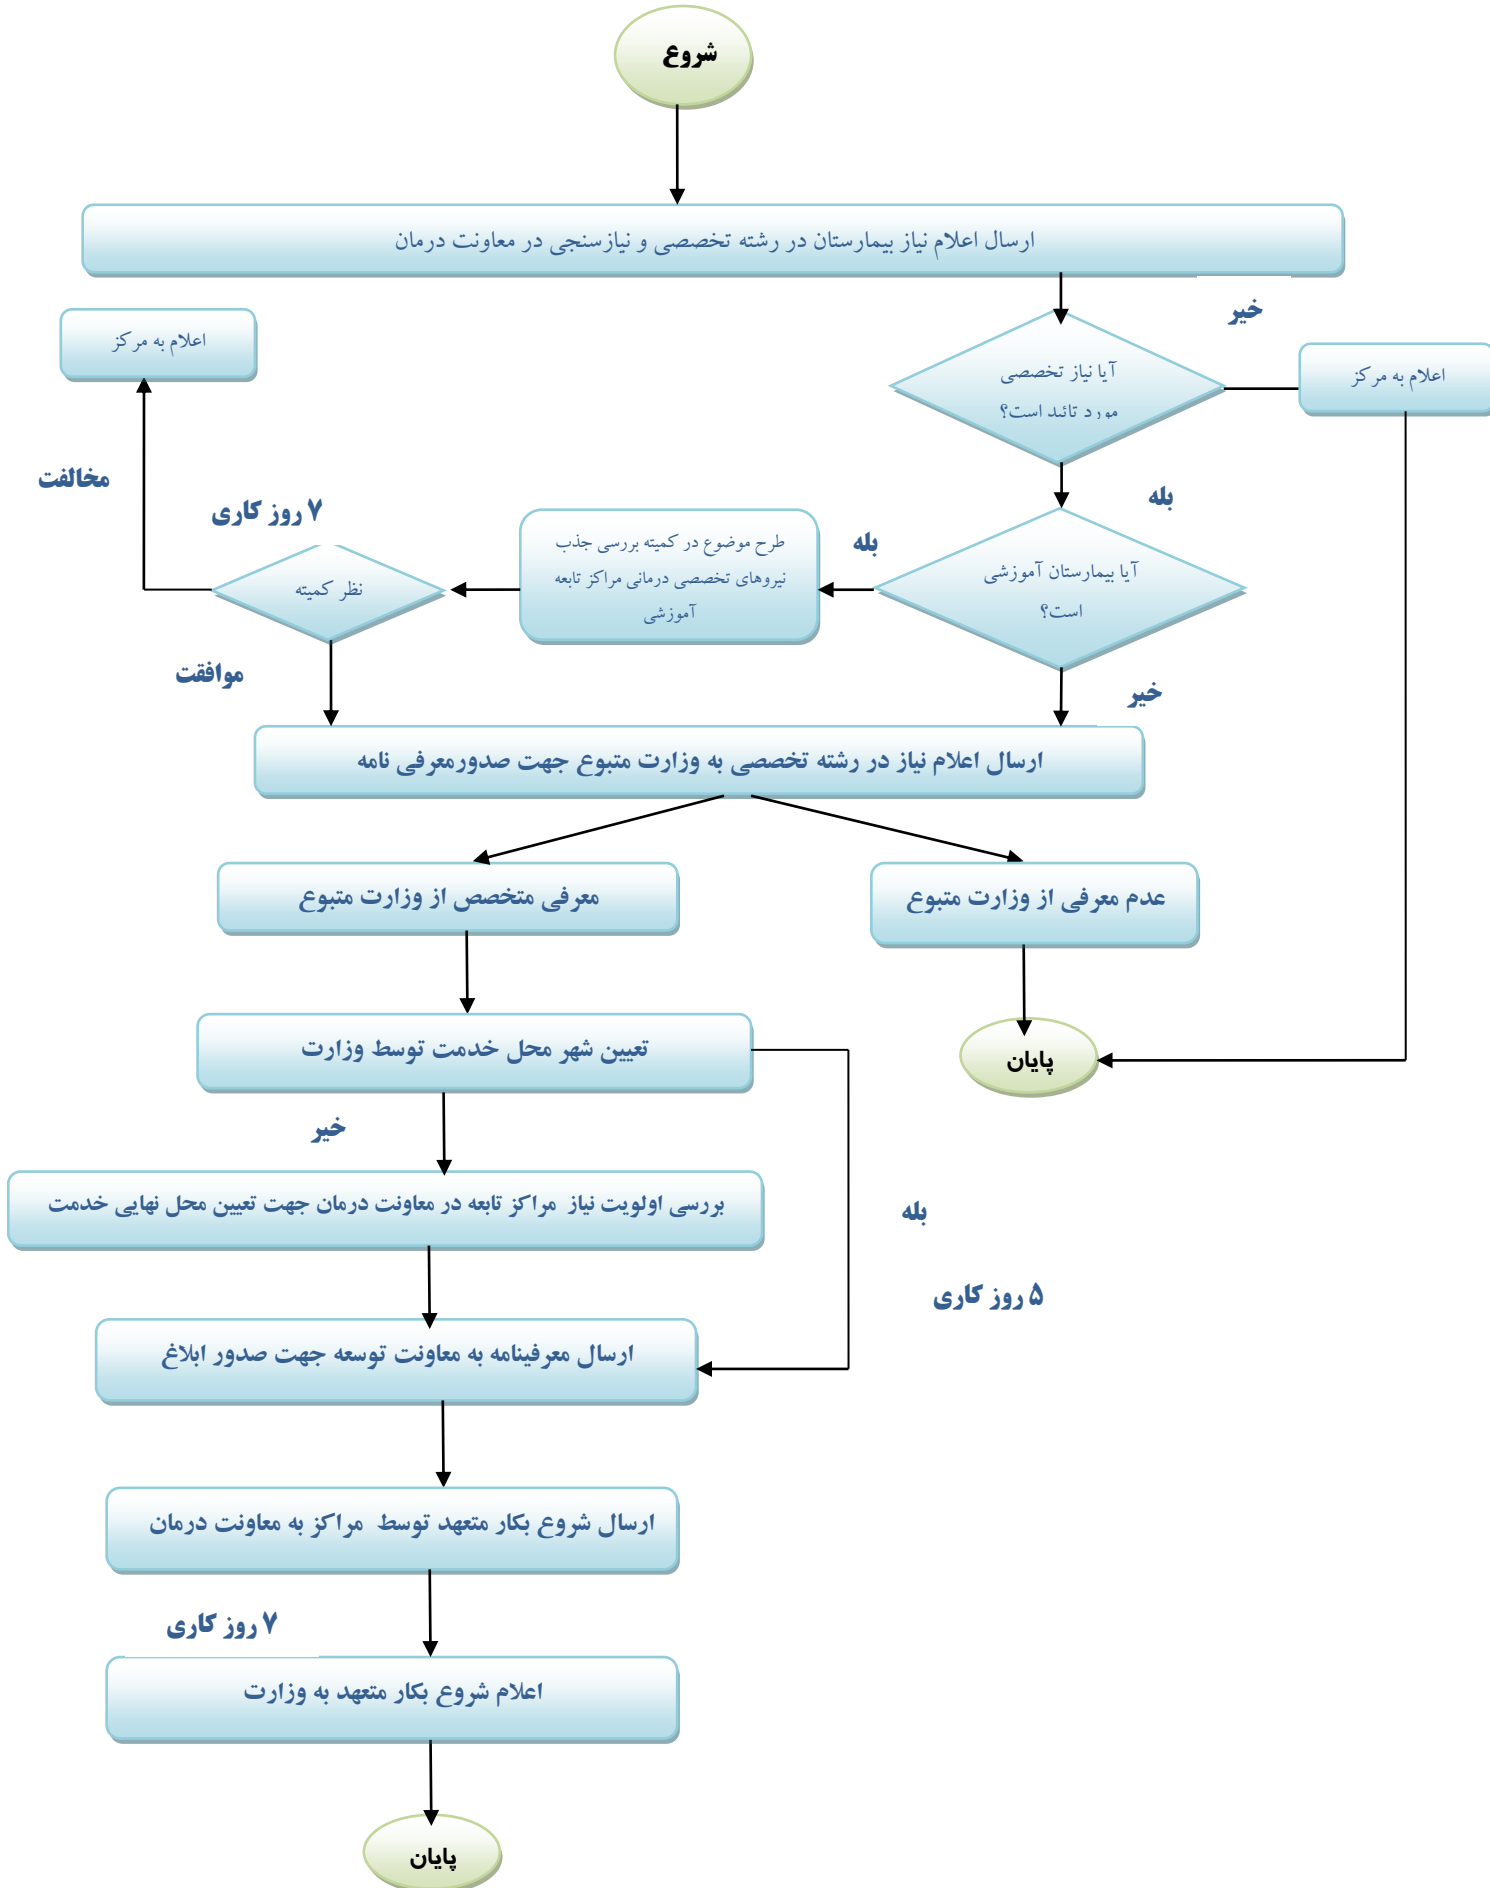 شروع
ارسال اعلام نیاز بیمارستان در رشته تخصصی و نیازسنجی در معاونت درمان
خیر
اعلام به مرکز
آیا نیاز تخصصی
مورد تائید است؟
اعلام به مرکز
مخالفت
بله
۷ روز کاری
طرح موضوع در کمیته بررسی جذب
نیروهای تخصصی درمانی مراکز تابعه
آموزشی
بله
آیا بیمارستان آموزشی
است؟
نظر کمیته
موافقت
خیر
ارسال اعلام نیاز در رشته تخصصی به وزارت متبوع جهت صدورمعرفی نامه
عدم معرفی از وزارت متبوع
معرفی متخصص از وزارت متبوع
تعیین شهر محل خدمت توسط وزارت
پایان
خیر
بررسی اولویت نیاز مراکز تابعه در معاونت درمان جهت تعیین محل نهایی خدمت
بله
۵ روز کاری
ارسال معرفینامه به معاونت توسعه جهت صدور ابلاغ
ارسال شروع بکار متعهد توسط مراکز به معاونت درمان
۷ روز کاری
اعلام شروع بکار متعهد به وزارت
پایان